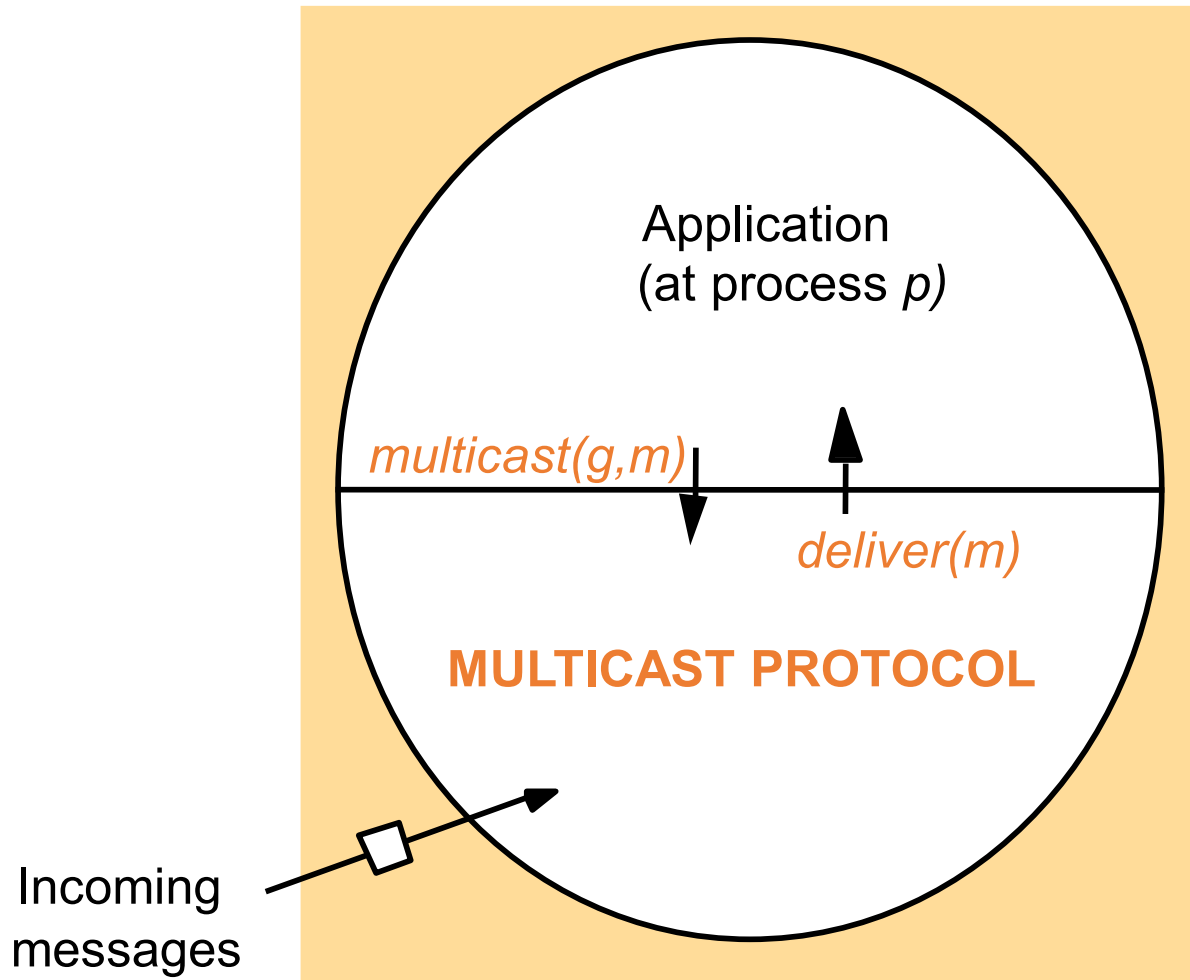 Application
(at process p)
multicast(g,m)
deliver(m)
MULTICAST PROTOCOL
Incoming
messages